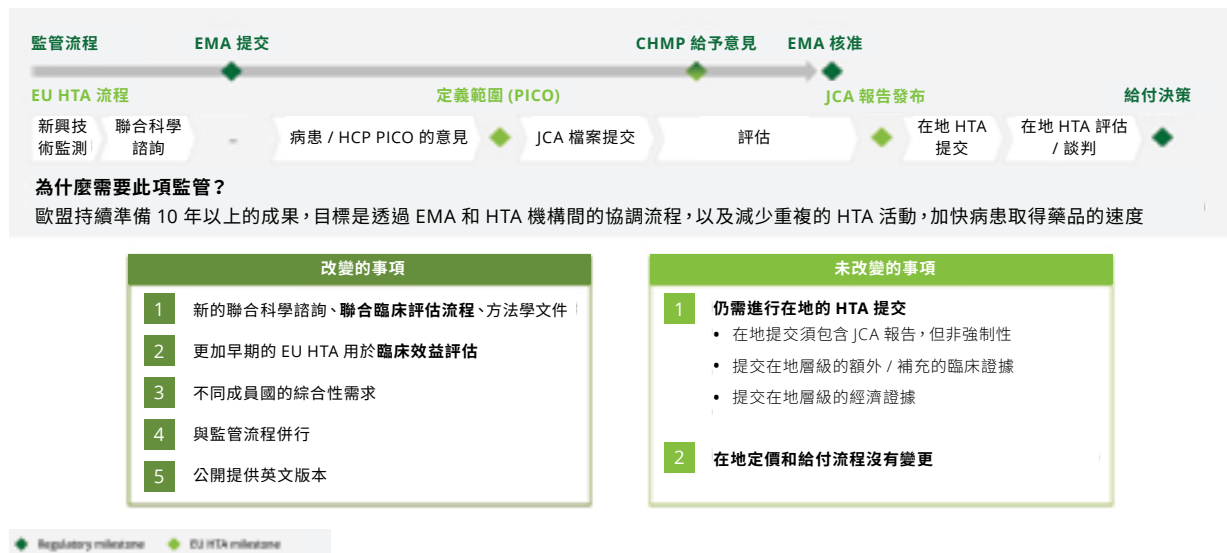 監管流程
EMA 提交
CHMP 給予意見
EMA 核准
EU HTA 流程
定義範圍 (PICO)
JCA 報告發布
給付決策
新興技
術監測
聯合科學
諮詢
病患 / HCP PICO 的意見
JCA 檔案提交
評估
在地 HTA
提交
在地 HTA 評估
/ 談判
為什麼需要此項監管？
歐盟持續準備 10 年以上的成果，目標是透過 EMA 和 HTA 機構間的協調流程，以及減少重複的 HTA 活動，加快病患取得藥品的速度
改變的事項
1 新的聯合科學諮詢、聯合臨床評估流程、方法學文件
2 更加早期的 EU HTA 用於臨床效益評估
3 不同成員國的綜合性需求
4 與監管流程併行
5 公開提供英文版本
未改變的事項
1 仍需進行在地的 HTA 提交
• 在地提交須包含 JCA 報告，但非強制性
• 提交在地層級的額外 / 補充的臨床證據
• 提交在地層級的經濟證據
2 在地定價和給付流程沒有變更
Regulatory milestone
EU HTA milestone